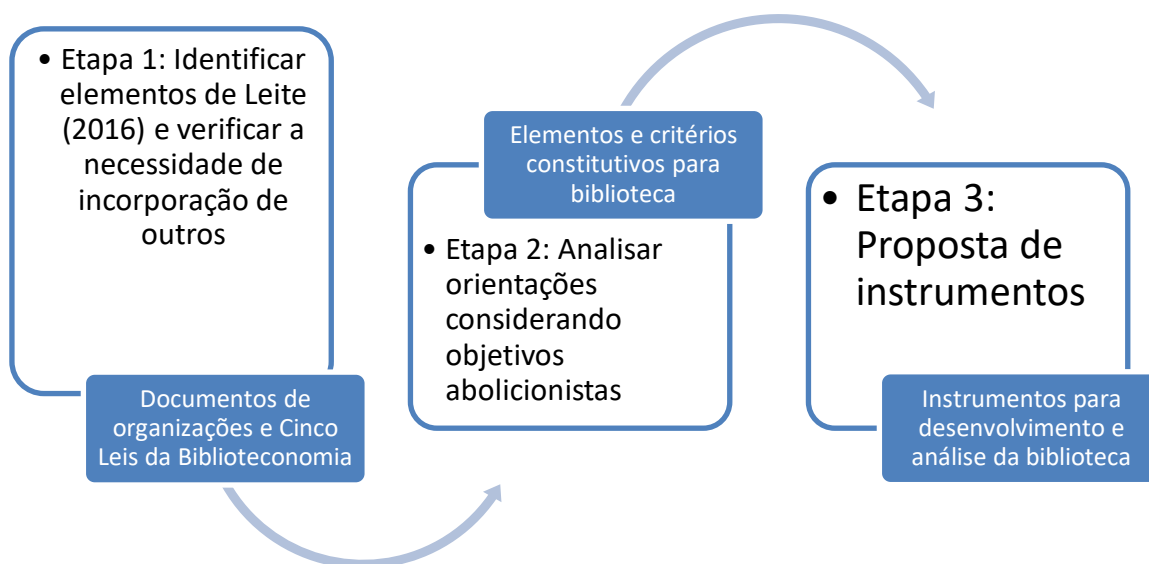 • Etapa 1: Identificar
elementos de Leite
(2016) e verificar a
necessidade de
incorporação de
outros
Documentos de
organizações e Cinco
Leis da Biblioteconomia
Elementos e critérios
constitutivos para
biblioteca
• Etapa 2: Analisar
orientações
considerando
objetivos
abolicionistas
• Etapa 3:
Proposta de
instrumentos
Instrumentos para
desenvolvimento e
análise da biblioteca